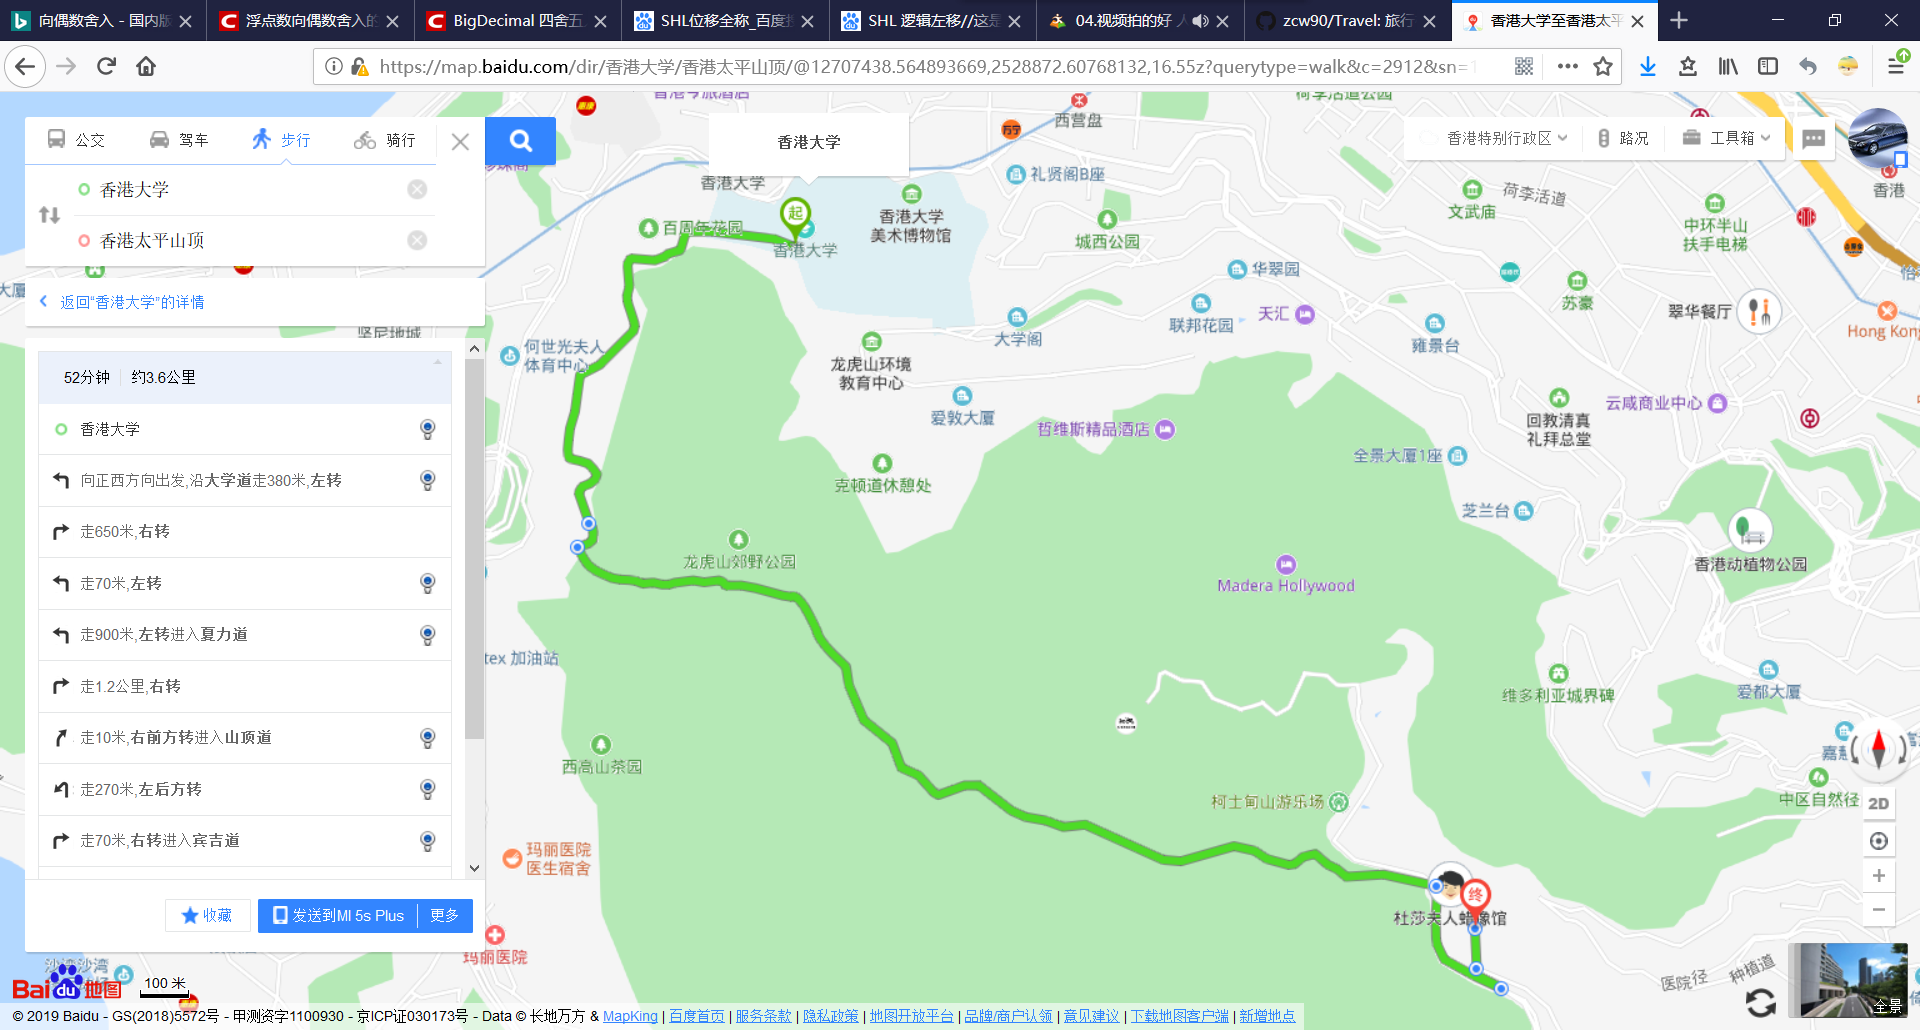 向偶数舍入 - 国内版
浮点数向偶数舍入的
BigDecimal 四舍五
SHL位移全称_百度
SHL 逻辑左移//这是
04.视频拍的好 人
zcw90/Travel: 旅行
香港大学至香港太平
https://map.baidu.com/dir/香港大学/香港太平山顶/@12707438.564893669,2528872.60768132,16.55z?querytype=walk&c=2912&sn=1
公交
驾车
步行
骑行
香港大学
香港太平山顶
返回“香港大学”的详情
52分钟
约3.6公里
香港大学
向正西方向出发,沿大学道走380米,左转
走650米,右转
走70米,左转
走900米,左转进入夏力道
走1.2公里,右转
走10米,右前方转进入山顶道
走270米,左后方转
走70米,右转进入宾吉道
收藏
发送到MI 5s Plus
更多
香港特别行政区
路况
工具箱
西营盘
香港大学
香港大学
礼贤阁B座
荷李活道
文武庙
香港
起
百周年花园
香港大学
香港大学
美术博物馆
城西公园
中环半山
扶手电梯
华翠园
苏豪
翠华餐厅
联邦花园
天汇
大学阁
雍景台
Hong Kong
坚尼地城
何世光夫人
体育中心
龙虎山环境
教育中心
爱敦大厦
哲维斯精品酒店
云咸商业中心
回教清真
礼拜总堂
全景大厦1座
克顿道休憩处
芝兰台
龙虎山郊野公园
Madera Hollywood
香港动植物公园
tex 加油站
维多利亚城界碑
爱都大厦
西高山茶园
柯士甸山游乐场
中区自然径
2D
玛丽医院
医生宿舍
终
杜莎夫人蜡像馆
玛丽医院
医院径
种植道
全景
沙湾
Bai du 地图
100 米
© 2019 Baidu - GS(2018)5572号 - 甲测资字1100930 - 京ICP证030173号 - Data © 长地万方 & MapKing | 百度首页 | 服务条款 | 隐私政策 | 地图开放平台 | 品牌/商户认领 | 意见建议 | 下载地图客户端 | 新增地点